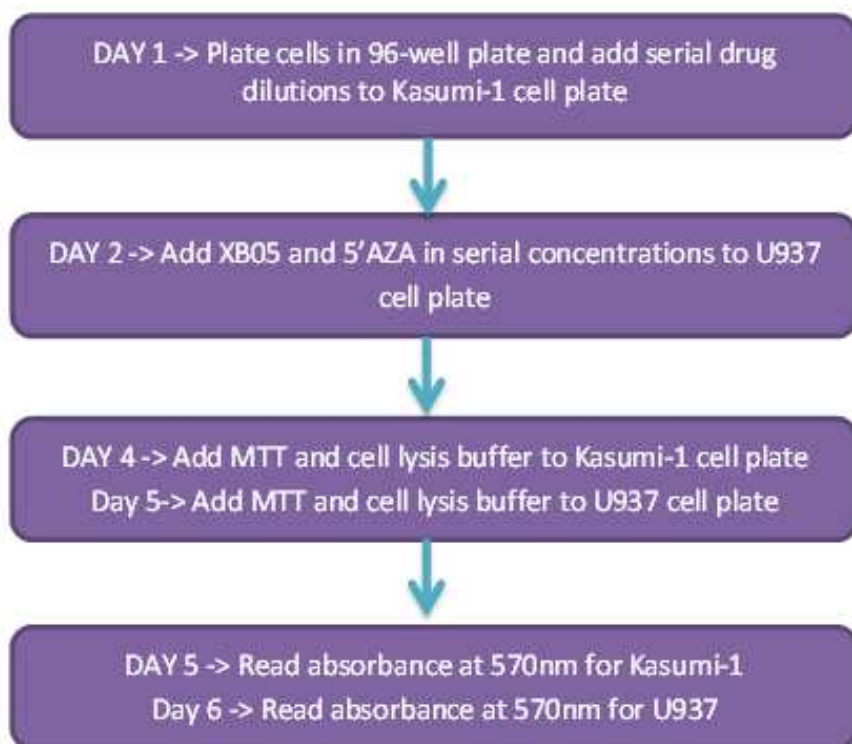 DAY 1 -> Plate cells in 96-well plate and add serial drug
dilutions to Kasumi-1 cell plate
DAY 2 -> Add XB05 and 5’AZA in serial concentrations to U937
cell plate
DAY 4 -> Add MTT and cell lysis buffer to Kasumi-1 cell plate
Day 5-> Add MTT and cell lysis buffer to U937 cell plate
DAY 5 -> Read absorbance at 570nm for Kasumi-1
Day 6 -> Read absorbance at 570nm for U937